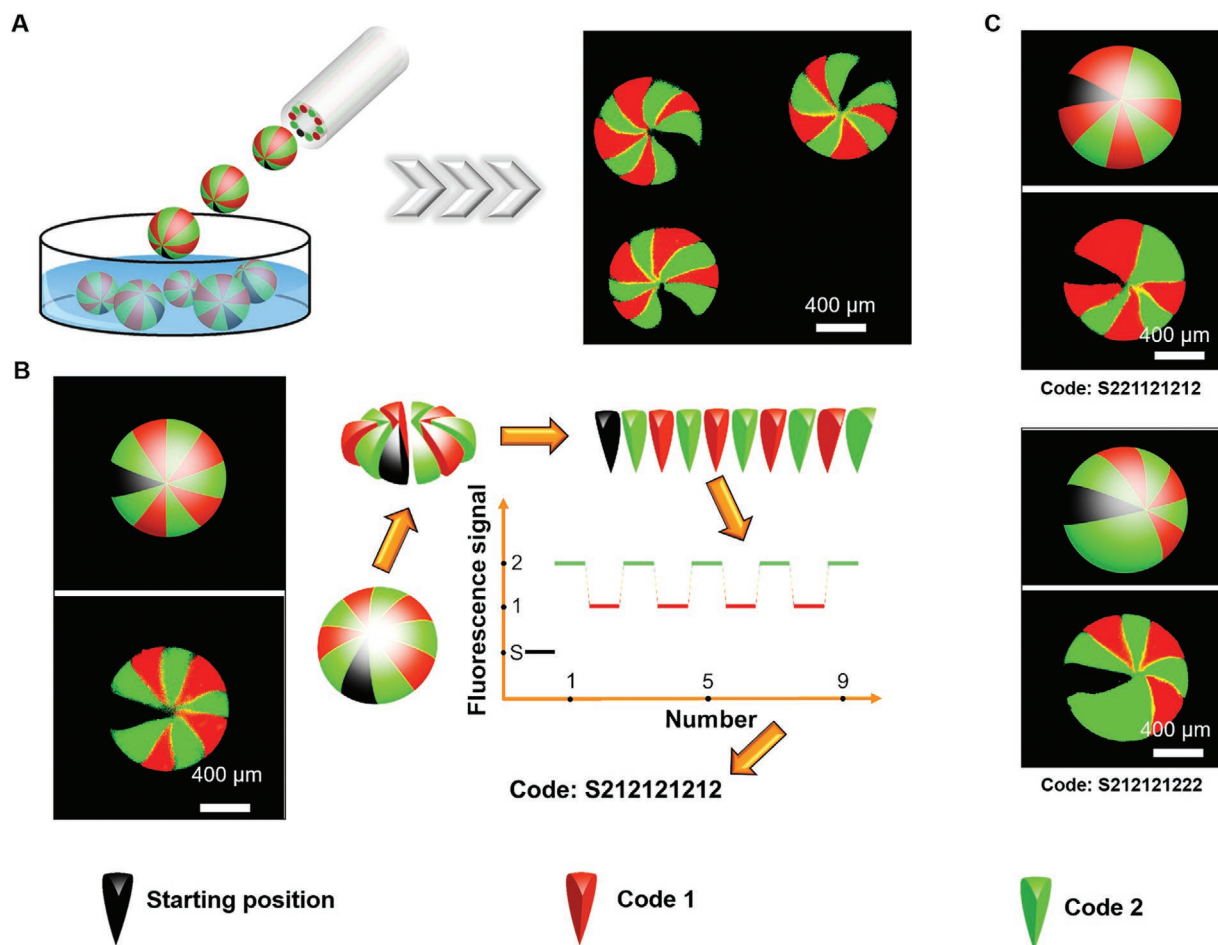 A
400 µm
B
400 µm
Fluorescence signal
2
1
S
1
5
9
Number
Code: S212121212
C
400 µm
Code: S221121212
400 µm
Code: S212121222
Starting position
Code 1
Code 2